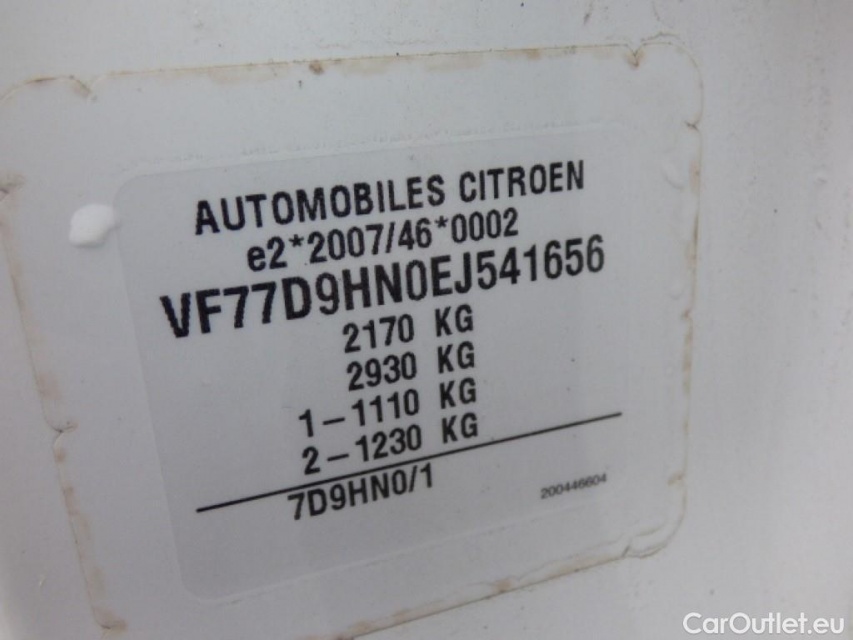 AUTOMOBILES CITROEN
e2*2007/46*0002
VF77D9HN0EJ541656
2170 KG
2930 KG
1-1110 KG
2-1230 KG
7D9HN0/1
200446604
CarOutlet.eu